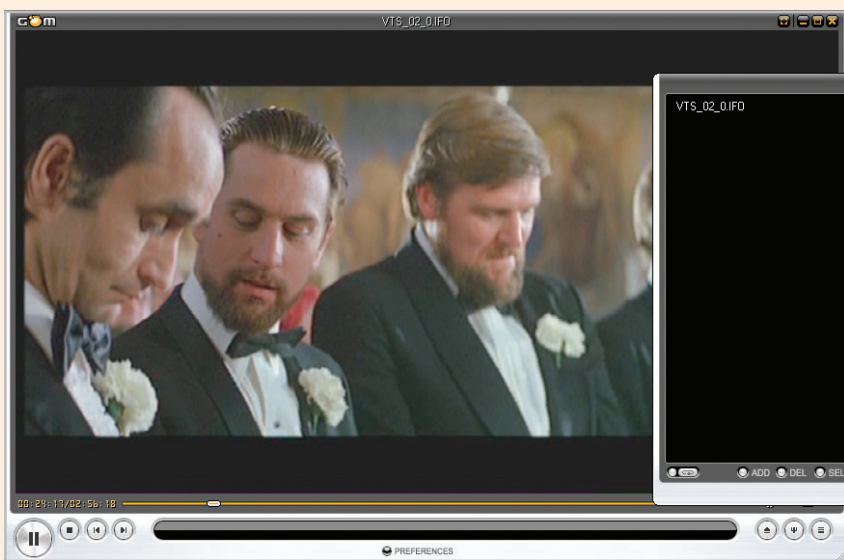 GOM
VTS_02_0.IFO
VTS_02_0.IFO
ADD DEL SEL
00:24:17/02:56:18
PREFERENCES